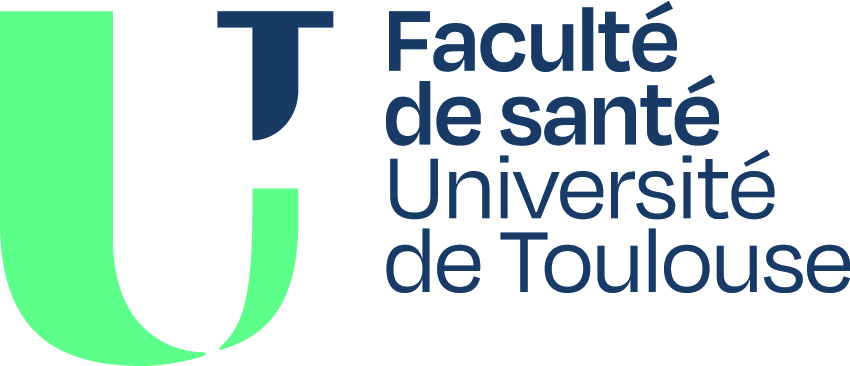 Faculté
de santé
Université
de Toulouse